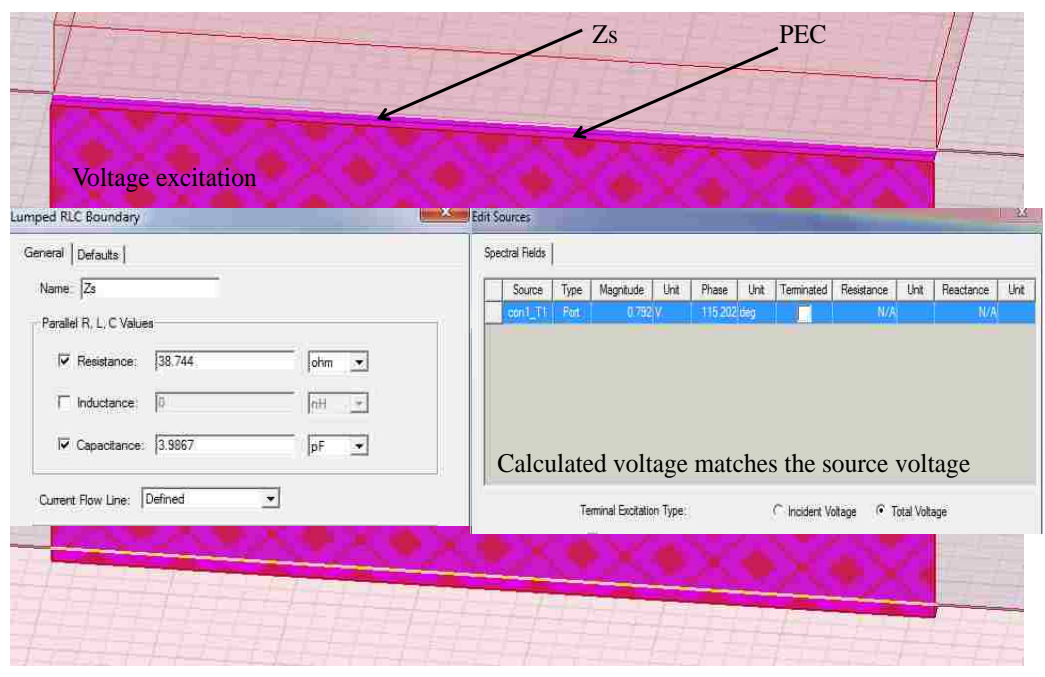 Zs
PEC
Voltage excitation
Lumped RLC Boundary
General Defaults
Name: Zs
Parallel R, L, C Values
Resistance: 38.744 ohm
Inductance: 0 nH
Capacitance: 3.9867 pF
Current Flow Line: Defined
Edit Sources
Spectral Fields
Source Type Magnitude Unit Phase Unit Terminated Resistance Unit Reactance Unit
con1_T1 Port 0.792 V 115.202 deg N/A N/A
Calculated voltage matches the source voltage
Terminal Excitation Type: Incident Voltage Total Voltage